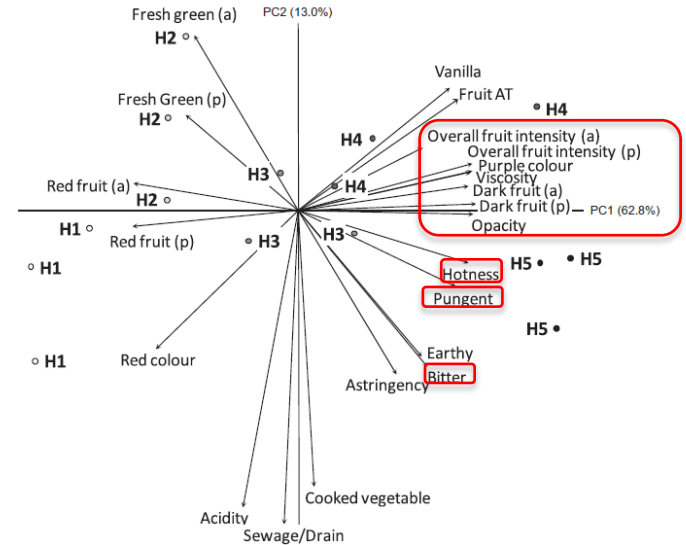 Fresh green (a)
PC2 (13.0%)
H2
Vanilla
Fruit AT
Fresh Green (p)
H4
H2
H4
Overall fruit intensity (a)
Overall fruit intensity (p)
Purple colour
H3
Viscosity
Red fruit (a)
H4
Dark fruit (a)
H2
Dark fruit (p)
PC1 (62.8%)
H1
Opacity
Red fruit (p)
H3
H3
H1
Hotness
H5
H5
Pungent
H5
H1
Red colour
Earthy
Bitter
Astringency
Cooked vegetable
Acidity
Sewage/Drain